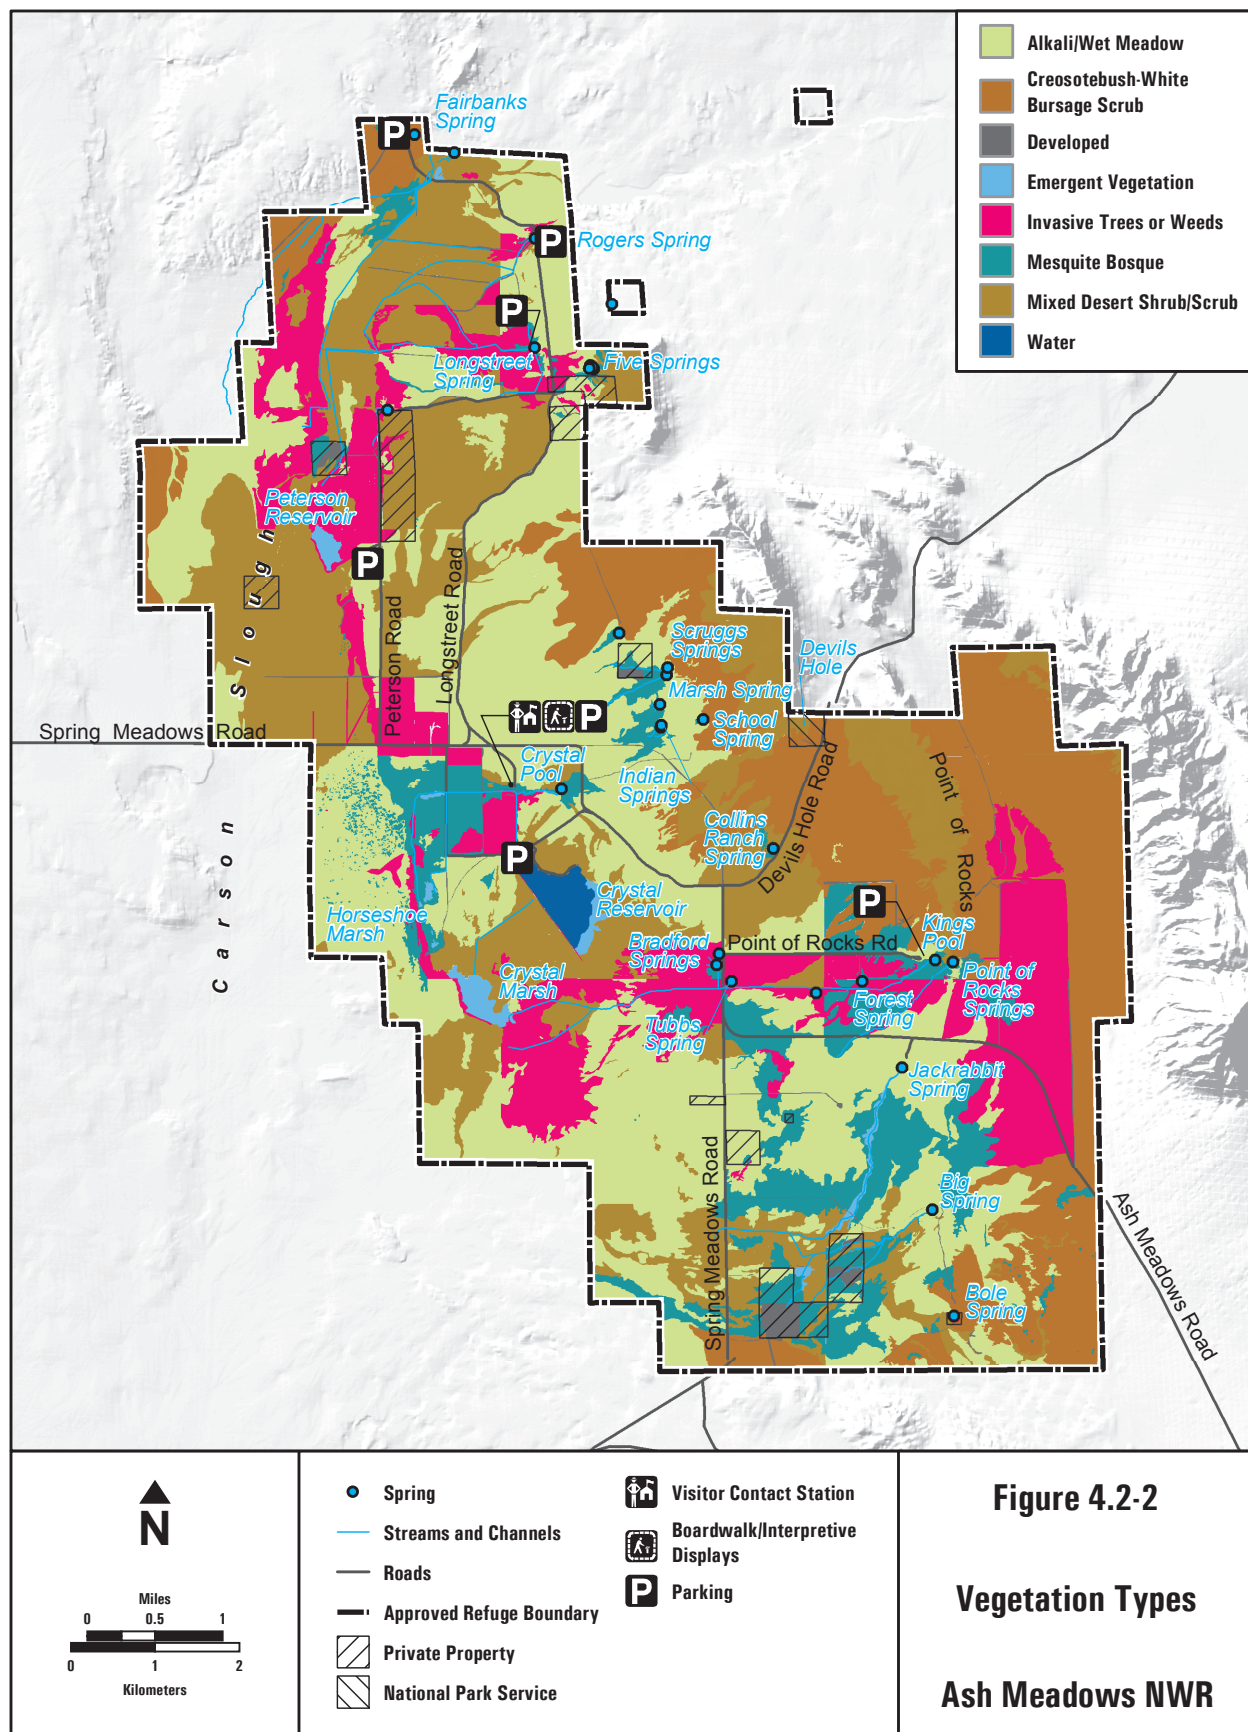 Alkali/Wet Meadow
Creosotebush-White
Bursage Scrub
Developed
Emergent Vegetation
Invasive Trees or Weeds
Mesquite Bosque
Mixed Desert Shrub/Scrub
Water
Fairbanks
Spring
P
Rogers Spring
P
P
Longstreet
Spring
Five Springs
Peterson
Reservoir
P
Slough
Peterson Road
Longstreet Road
Scruggs
Springs
Devils
Hole
Marsh Spring
School
Spring
P
Spring Meadows Road
Crystal
Pool
Indian
Springs
Collins
Ranch
Spring
Devils Hole Road
Point of Rocks
Carson
P
Crystal
Reservoir
P
Horseshoe
Marsh
Kings
Pool
Bradford
Springs
Point of Rocks Rd
Crystal
Marsh
Point of
Rocks
Springs
Forest
Spring
Tubbs
Spring
Jackrabbit
Spring
Spring Meadows Road
Big
Spring
Ash Meadows Road
Bole
Spring
N
Miles
0 0.5 1
0 1 2
Kilometers
Spring
Streams and Channels
Roads
Approved Refuge Boundary
Private Property
National Park Service
Visitor Contact Station
Boardwalk/Interpretive
Displays
P Parking
Figure 4.2-2
Vegetation Types
Ash Meadows NWR